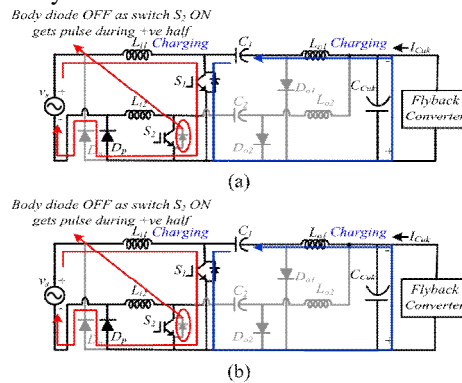 Body diode OFF as switch S2 ON
gets pulse during +ve half
Li1 Charging
C1
Lo1 Charging
ICuk
S1
Do1
CCuk
vs
Li2
C2
Lo2
Flyback
Converter
Dp
S2
Do2
(a)
Body diode OFF as switch S2 ON
gets pulse during +ve half
Li1 Charging
C1
Lo1 Charging
ICuk
S1
Do1
CCuk
Li2
C2
Lo2
Flyback
Converter
Dp
S2
Do2
(b)